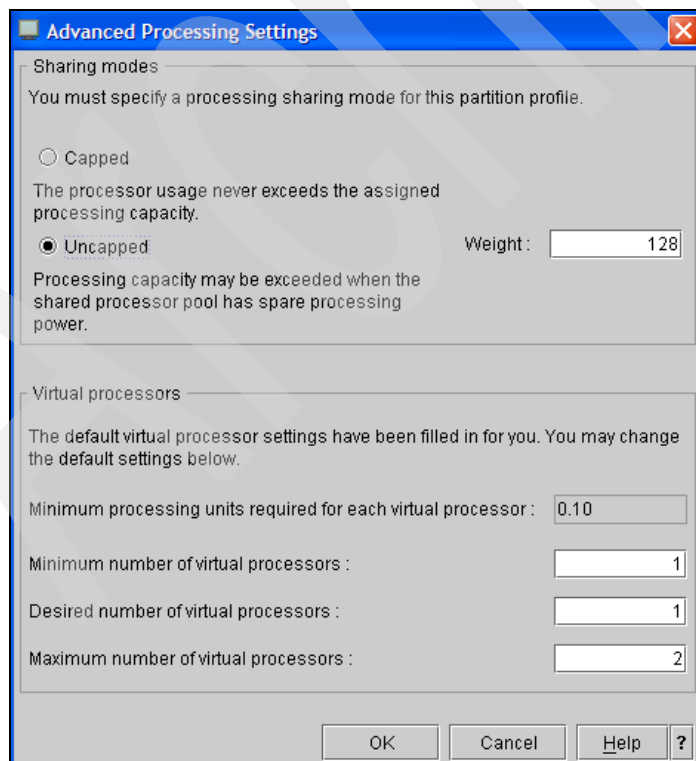 Advanced Processing Settings
Sharing modes
You must specify a processing sharing mode for this partition profile.
Capped
The processor usage never exceeds the assigned
processing capacity.
Uncapped
Weight : 128
Processing capacity may be exceeded when the
shared processor pool has spare processing
power.
Virtual processors
The default virtual processor settings have been filled in for you. You may change
the default settings below.
Minimum processing units required for each virtual processor : 0.10
Minimum number of virtual processors : 1
Desired number of virtual processors : 1
Maximum number of virtual processors : 2
OK Cancel Help ?